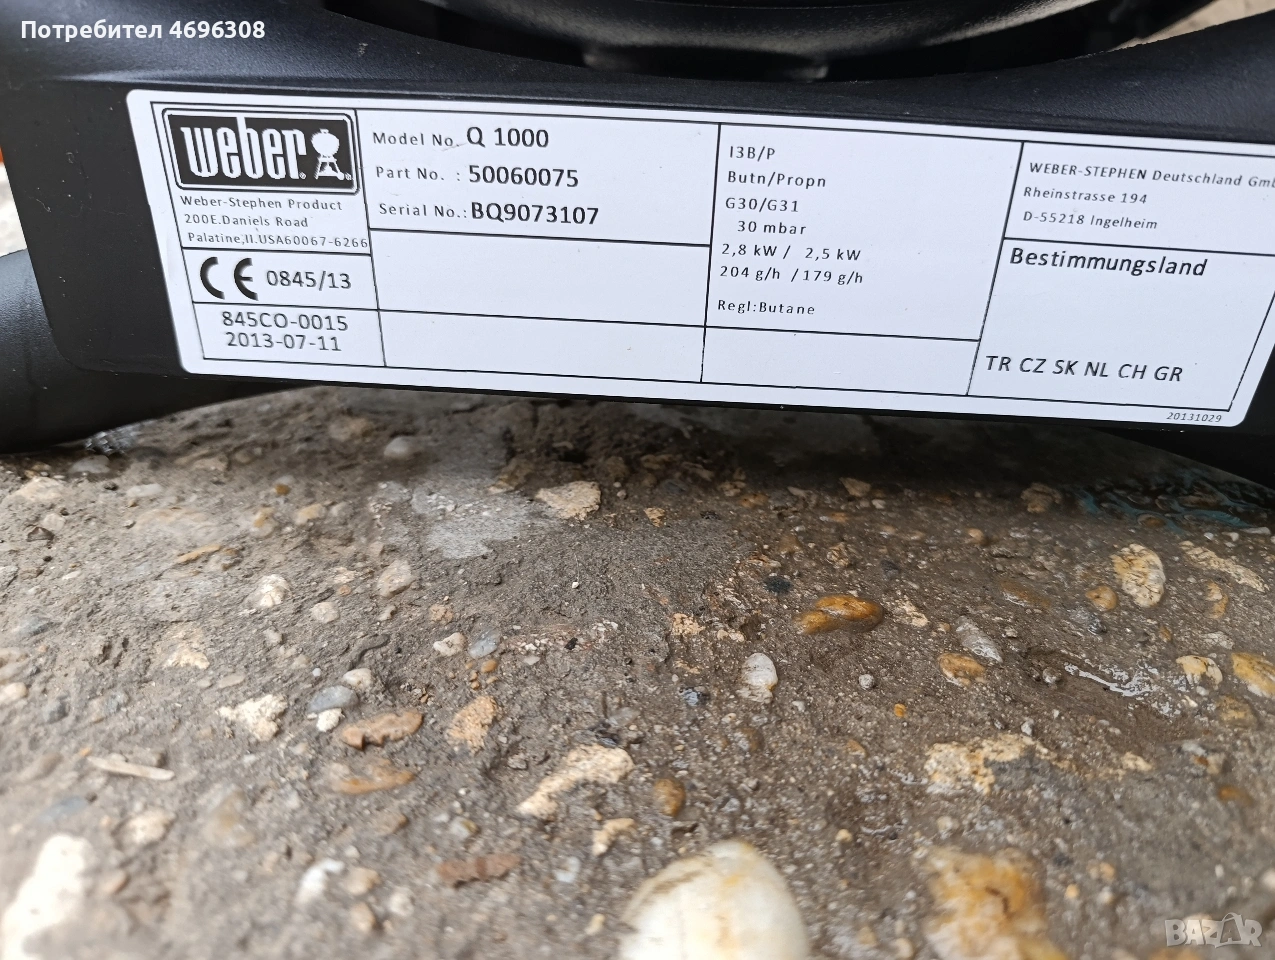 Потребител 4696308
weber
Weber-Stephen Product
200E.Daniels Road
Palatine,Il.USA60067-6266
CE 0845/13
845CO-0015
2013-07-11
Model No. Q 1000
Part No. : 50060075
Serial No.: BQ9073107
I3B/P
Butn/Propn
G30/G31
30 mbar
2,8 kW / 2,5 kW
204 g/h / 179 g/h
Regl:Butane
WEBER-STEPHEN Deutschland Gmb
Rheinstrasse 194
D-55218 Ingelheim
Bestimmungsland
TR CZ SK NL CH GR
20131029
BAZAR